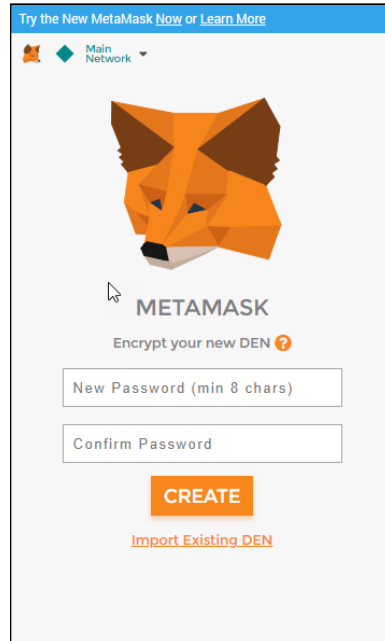 Try the New MetaMask Now or Learn More
Main
Network
METAMASK
Encrypt your new DEN ?
New Password (min 8 chars)
Confirm Password
CREATE
Import Existing DEN